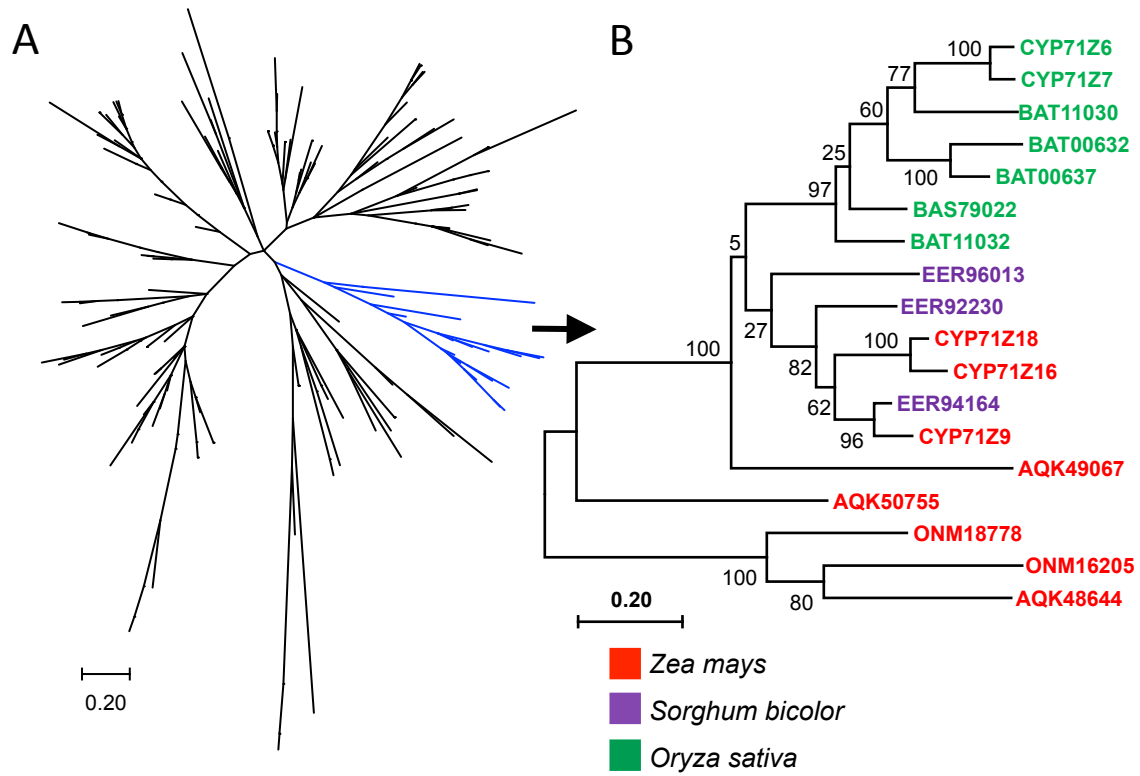 A
B
100
CYP71Z6
CYP71Z7
77
BAT11030
60
BAT00632
100
BAT00637
25
BAS79022
97
BAT11032
5
EER96013
27
EER92230
100
CYP71Z18
82
CYP71Z16
62
EER94164
96
CYP71Z9
100
AQK49067
AQK50755
ONM18778
100
ONM16205
80
AQK48644
0.20
0.20
Zea mays
Sorghum bicolor
Oryza sativa